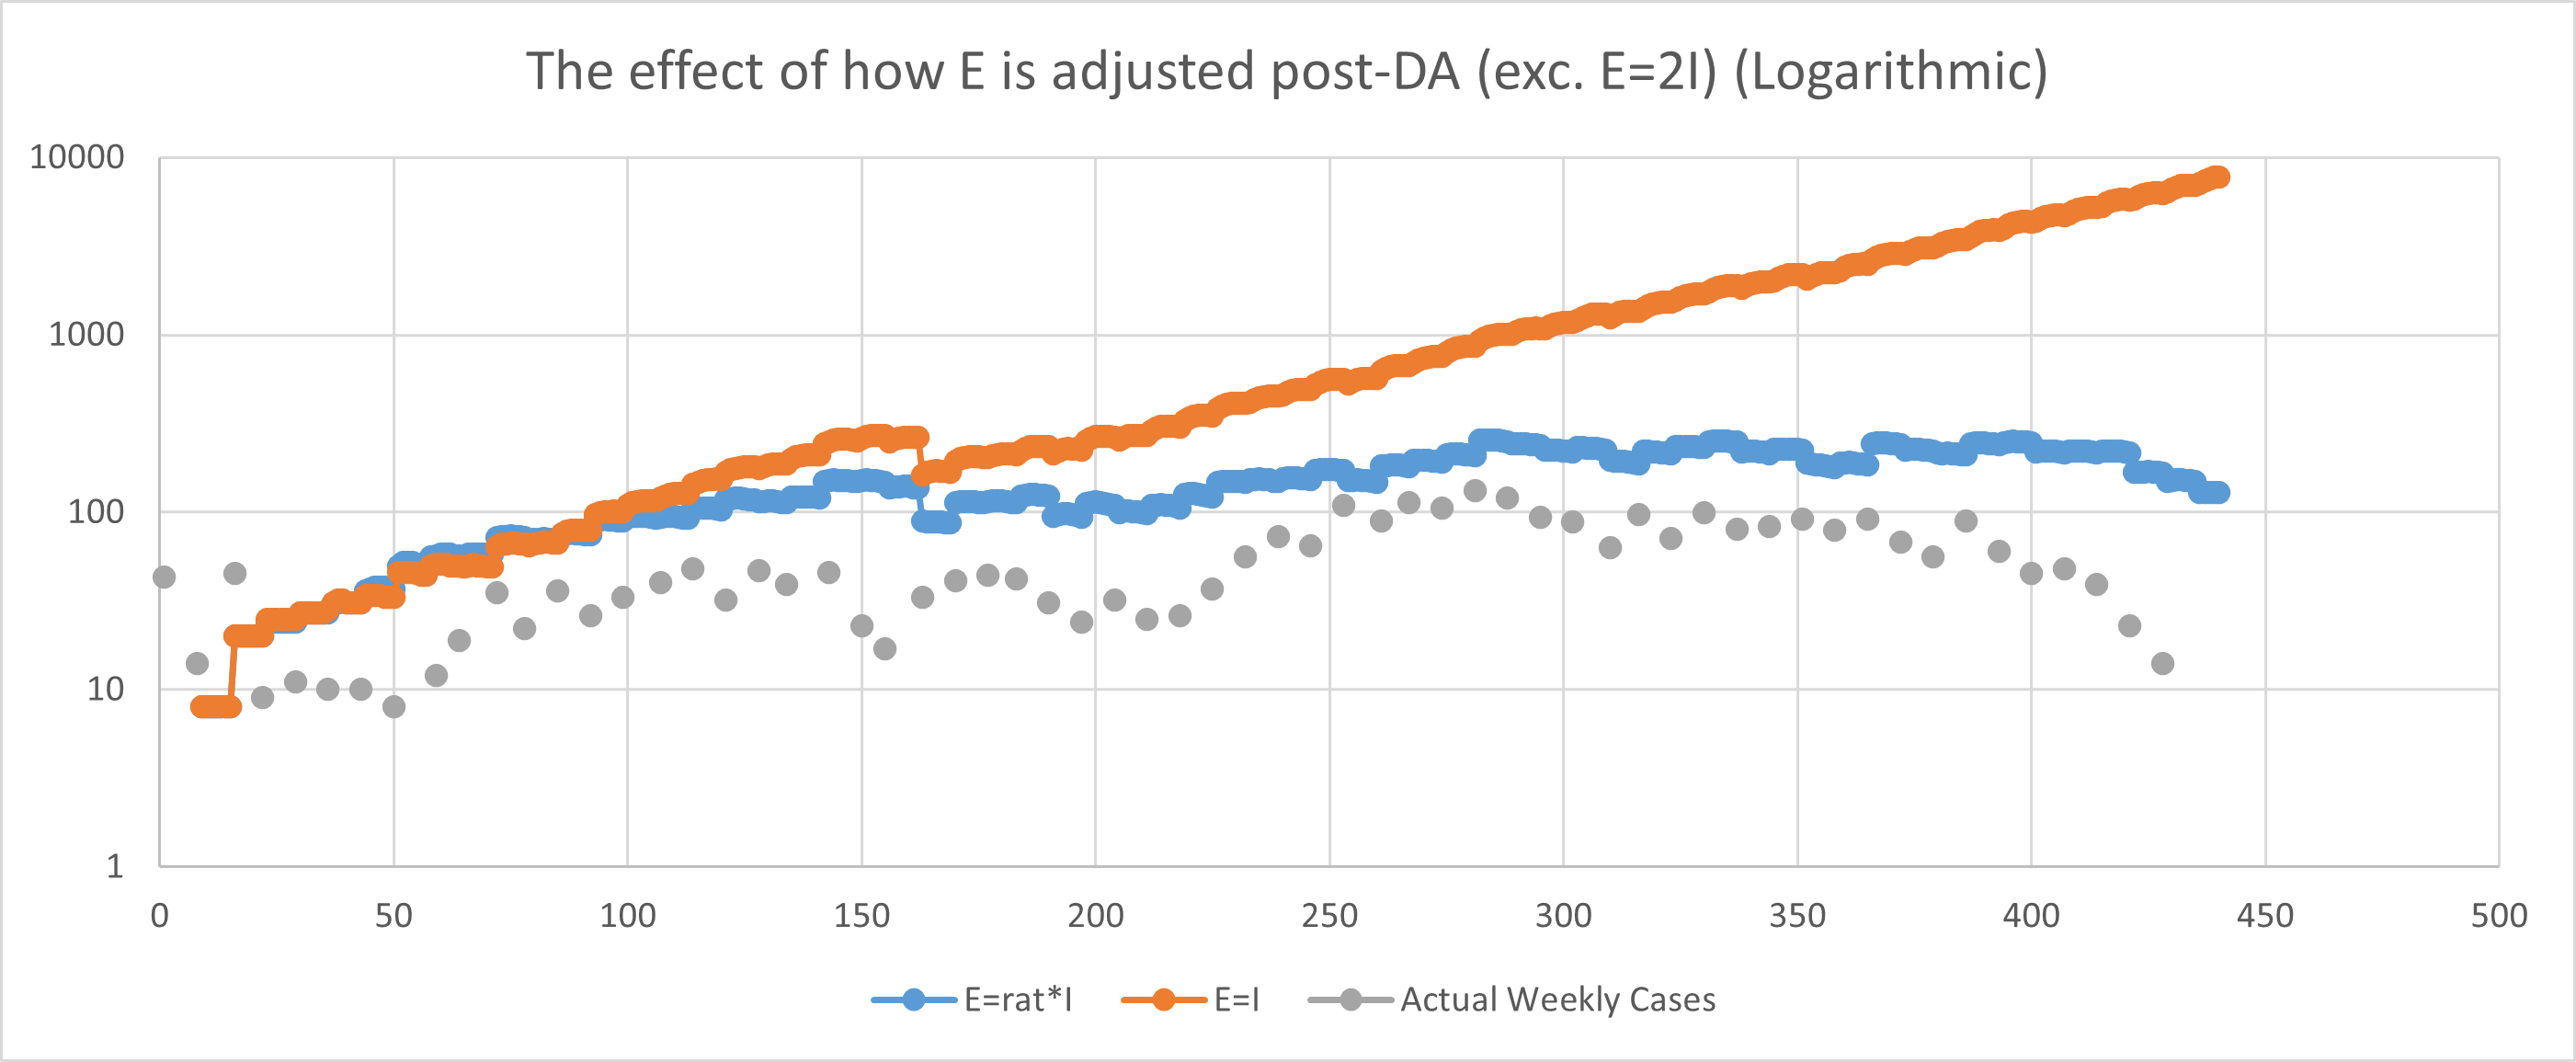 The effect of how E is adjusted post-DA (exc. E=2I) (Logarithmic)
10000
1000
100
10
1
0 50 100 150 200 250 300 350 400 450 500
E=rat*I E=I Actual Weekly Cases